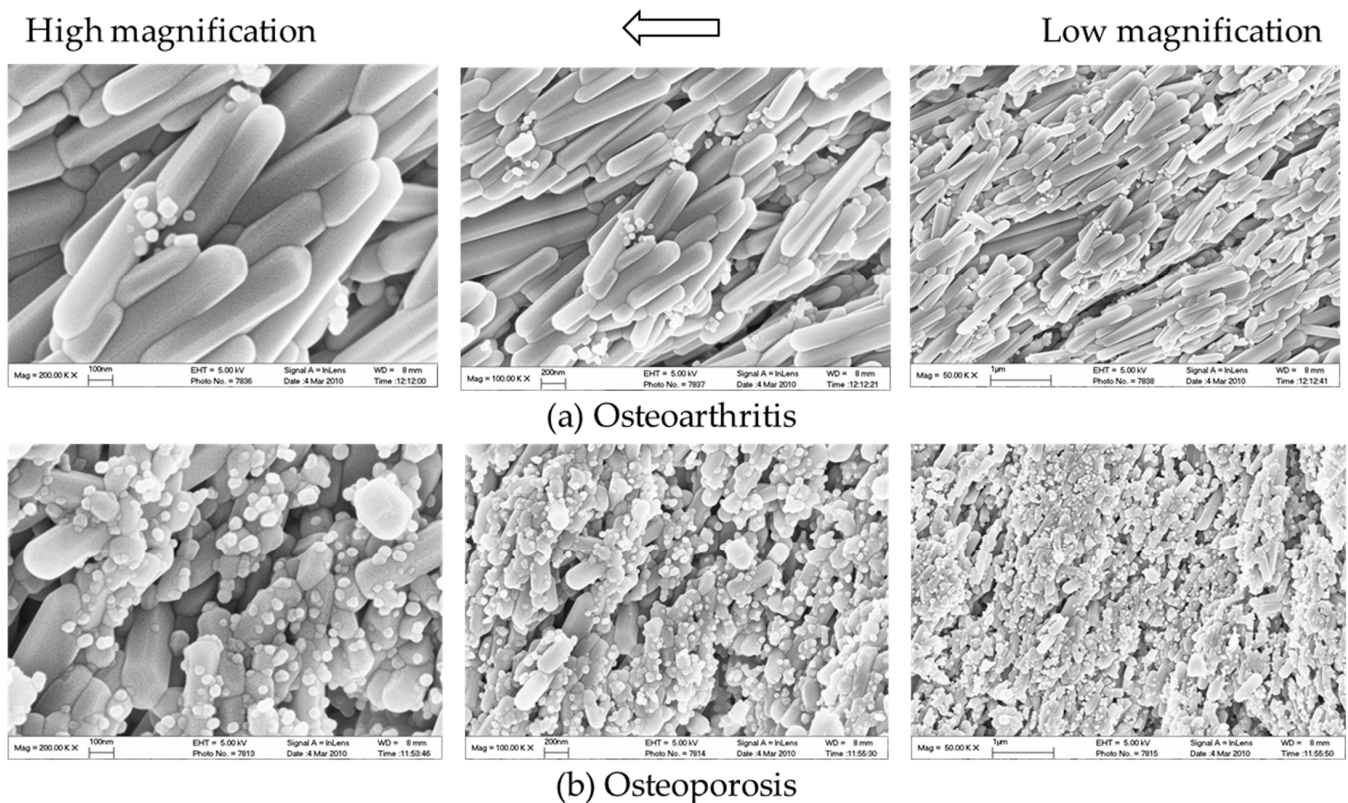 High magnification
Low magnification
Mag = 200.00 K X 100nm EHT = 5.00 kV Signal A = InLens WD = 8 mm
Photo No. = 7836 Date :4 Mar 2010 Time :12:12:00
Mag = 100.00 K X 200nm EHT = 5.00 kV Signal A = InLens WD = 8 mm
Photo No. = 7837 Date :4 Mar 2010 Time :12:12:21
Mag = 50.00 K X 1µm EHT = 5.00 kV Signal A = InLens WD = 8 mm
Photo No. = 7838 Date :4 Mar 2010 Time :12:12:41
(a) Osteoarthritis
Mag = 200.00 K X 100nm EHT = 5.00 kV Signal A = InLens WD = 8 mm
Photo No. = 7813 Date :4 Mar 2010 Time :11:53:46
Mag = 100.00 K X 200nm EHT = 5.00 kV Signal A = InLens WD = 8 mm
Photo No. = 7814 Date :4 Mar 2010 Time :11:55:30
Mag = 50.00 K X 1µm EHT = 5.00 kV Signal A = InLens WD = 8 mm
Photo No. = 7815 Date :4 Mar 2010 Time :11:55:50
(b) Osteoporosis